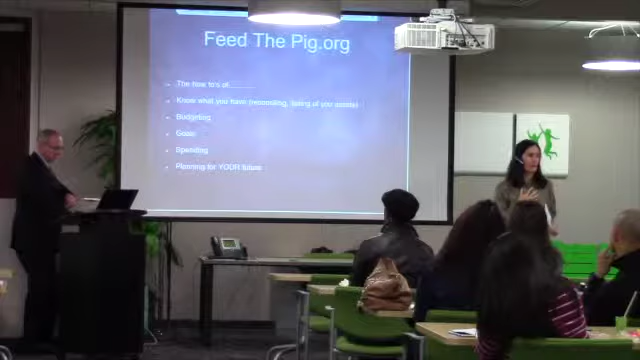 Feed The Pig.org
The how to's of..........
Know what you have (reconciling, listing of your assets)
Budgeting
Goals
Spending
Planning for YOUR future